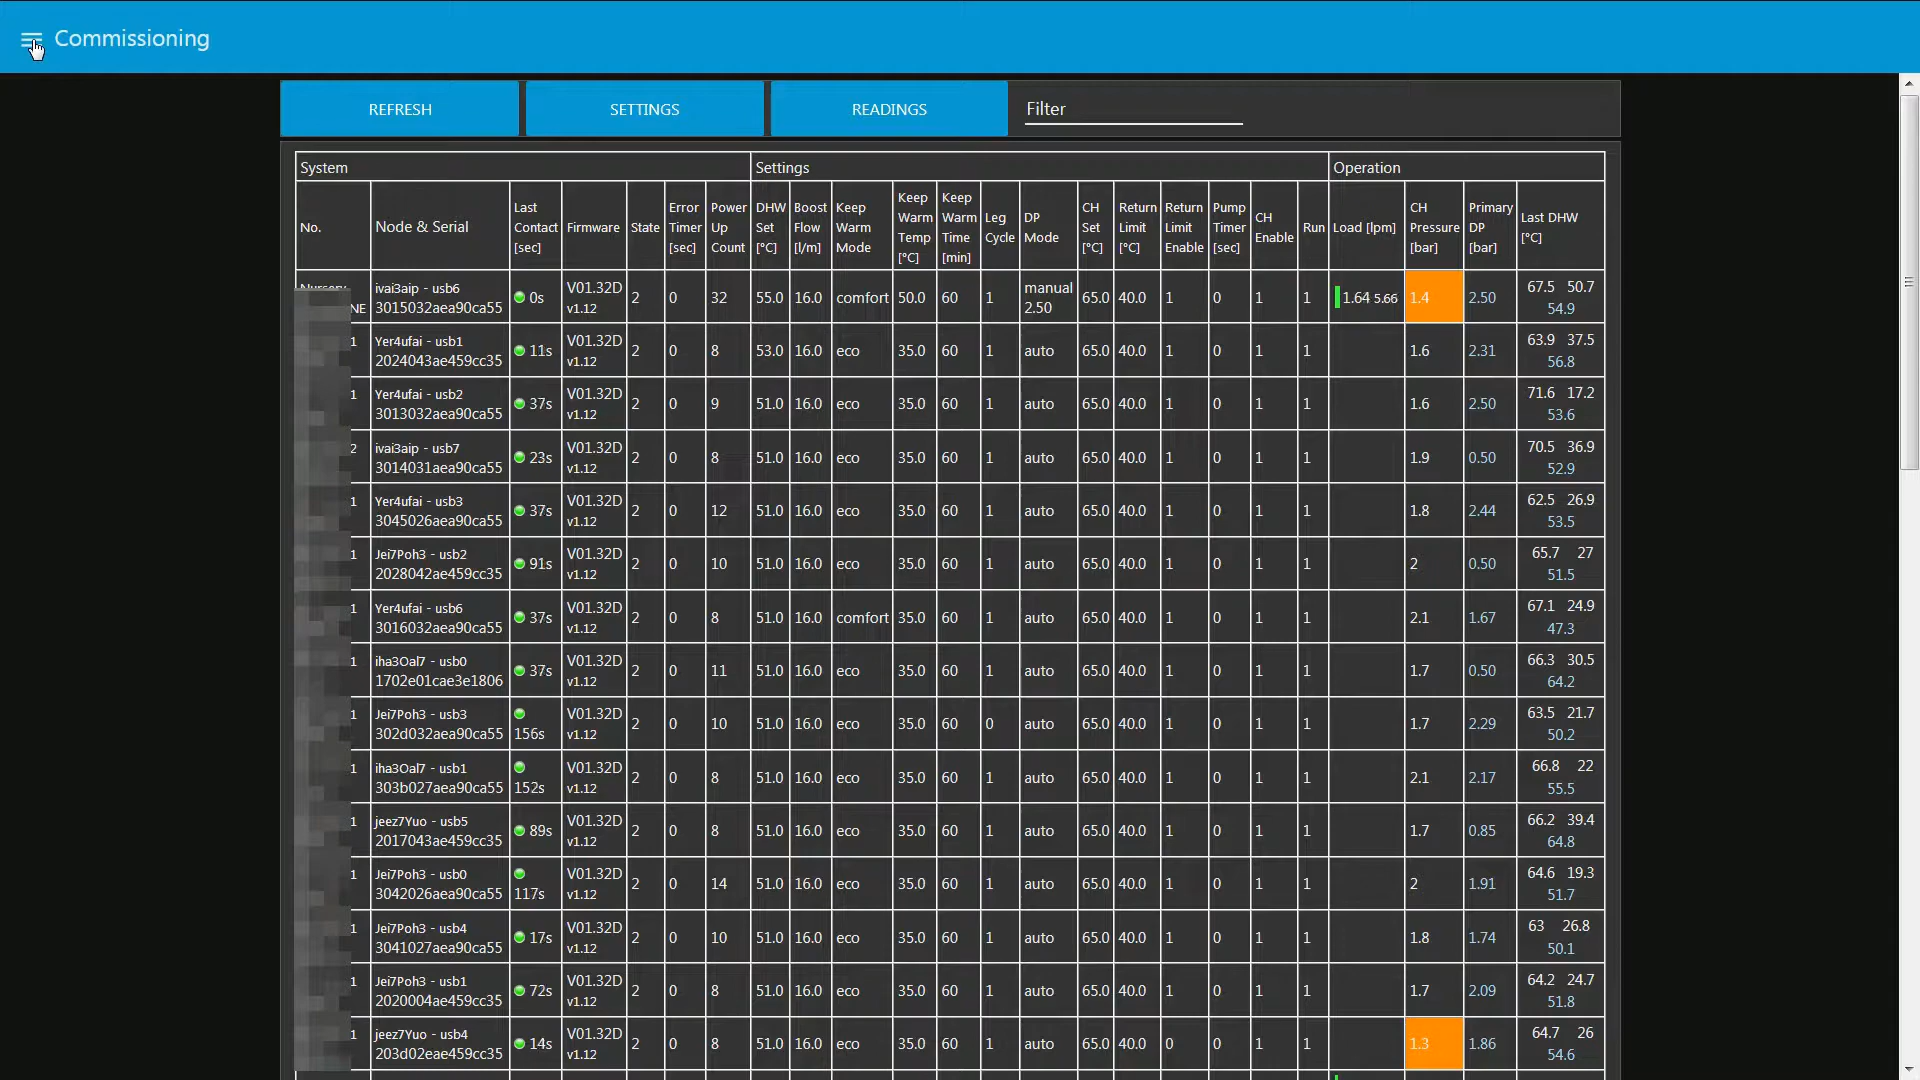 Commissioning
REFRESH SETTINGS READINGS Filter
System Settings Operation
No. Node & Serial Last Contact [sec] Firmware State Error Timer [sec] Power Up Count DHW Set [°C] Boost Flow [l/m] Keep Warm Mode Keep Warm Temp [°C] Keep Warm Time [min] Leg Cycle DP Mode CH Set [°C] Return Limit [°C] Return Limit Enable Pump Timer [sec] CH Enable Run Load [lpm] CH Pressure [bar] Primary DP [bar] Last DHW [°C]
NE ivai3aip - usb6 3015032aea90ca55 0s V01.32D v1.12 2 0 32 55.0 16.0 comfort 50.0 60 1 manual 2.50 65.0 40.0 1 0 1 1 1.64 5.66 1.4 2.50 67.5 50.7 54.9
1 Yer4ufai - usb1 2024043ae459cc35 11s V01.32D v1.12 2 0 8 53.0 16.0 eco 35.0 60 1 auto 65.0 40.0 1 0 1 1 1.6 2.31 63.9 37.5 56.8
1 Yer4ufai - usb2 3013032aea90ca55 37s V01.32D v1.12 2 0 9 51.0 16.0 eco 35.0 60 1 auto 65.0 40.0 1 0 1 1 1.6 2.50 71.6 17.2 53.6
2 ivai3aip - usb7 3014031aea90ca55 23s V01.32D v1.12 2 0 8 51.0 16.0 eco 35.0 60 1 auto 65.0 40.0 1 0 1 1 1.9 0.50 70.5 36.9 52.9
1 Yer4ufai - usb3 3045026aea90ca55 37s V01.32D v1.12 2 0 12 51.0 16.0 eco 35.0 60 1 auto 65.0 40.0 1 0 1 1 1.8 2.44 62.5 26.9 53.5
1 Jei7Poh3 - usb2 2028042ae459cc35 91s V01.32D v1.12 2 0 10 51.0 16.0 eco 35.0 60 1 auto 65.0 40.0 1 0 1 1 2 0.50 65.7 27 51.5
1 Yer4ufai - usb6 3016032aea90ca55 37s V01.32D v1.12 2 0 8 51.0 16.0 comfort 35.0 60 1 auto 65.0 40.0 1 0 1 1 2.1 1.67 67.1 24.9 47.3
1 iha3Oal7 - usb0 1702e01cae3e1806 37s V01.32D v1.12 2 0 11 51.0 16.0 eco 35.0 60 1 auto 65.0 40.0 1 0 1 1 1.7 0.50 66.3 30.5 64.2
1 Jei7Poh3 - usb3 302d032aea90ca55 156s V01.32D v1.12 2 0 10 51.0 16.0 eco 35.0 60 0 auto 65.0 40.0 1 0 1 1 1.7 2.29 63.5 21.7 50.2
1 iha3Oal7 - usb1 303b027aea90ca55 152s V01.32D v1.12 2 0 8 51.0 16.0 eco 35.0 60 1 auto 65.0 40.0 1 0 1 1 2.1 2.17 66.8 22 55.5
1 jeez7Yuo - usb5 2017043ae459cc35 89s V01.32D v1.12 2 0 8 51.0 16.0 eco 35.0 60 1 auto 65.0 40.0 1 0 1 1 1.7 0.85 66.2 39.4 64.8
1 Jei7Poh3 - usb0 3042026aea90ca55 117s V01.32D v1.12 2 0 14 51.0 16.0 eco 35.0 60 1 auto 65.0 40.0 1 0 1 1 2 1.91 64.6 19.3 51.7
1 Jei7Poh3 - usb4 3041027aea90ca55 17s V01.32D v1.12 2 0 10 51.0 16.0 eco 35.0 60 1 auto 65.0 40.0 1 0 1 1 1.8 1.74 63 26.8 50.1
1 Jei7Poh3 - usb1 2020004ae459cc35 72s V01.32D v1.12 2 0 8 51.0 16.0 eco 35.0 60 1 auto 65.0 40.0 1 0 1 1 1.7 2.09 64.2 24.7 51.8
1 jeez7Yuo - usb4 203d02eae459cc35 14s V01.32D v1.12 2 0 8 51.0 16.0 eco 35.0 60 1 auto 65.0 40.0 0 0 1 1 1.3 1.86 64.7 26 54.6